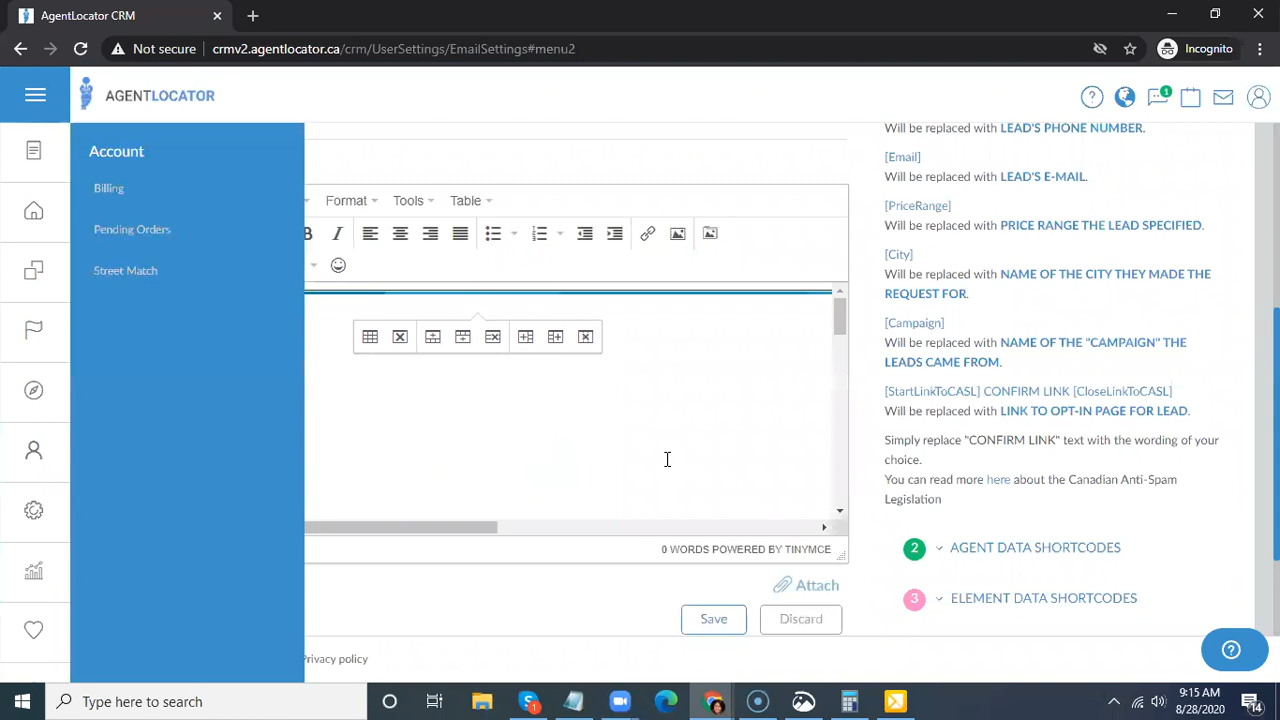 AgentLocator CRM
Not secure
crmv2.agentlocator.ca/crm/UserSettings/EmailSettings#menu2
Incognito
AGENTLOCATOR
1
Account
Billing
Pending Orders
Street Match
Format
Tools
Table
B
I
0 WORDS POWERED BY TINYMCE
Attach
Save
Discard
Privacy policy
Will be replaced with LEAD'S PHONE NUMBER.
[Email]
Will be replaced with LEAD'S E-MAIL.
[PriceRange]
Will be replaced with PRICE RANGE THE LEAD SPECIFIED.
[City]
Will be replaced with NAME OF THE CITY THEY MADE THE
REQUEST FOR.
[Campaign]
Will be replaced with NAME OF THE "CAMPAIGN" THE
LEADS CAME FROM.
[StartLinkToCASL] CONFIRM LINK [CloseLinkToCASL]
Will be replaced with LINK TO OPT-IN PAGE FOR LEAD.
Simply replace "CONFIRM LINK" text with the wording of your
choice.
You can read more here about the Canadian Anti-Spam
Legislation
2 AGENT DATA SHORTCODES
3 ELEMENT DATA SHORTCODES
Type here to search
1
9:15 AM
8/28/2020
14